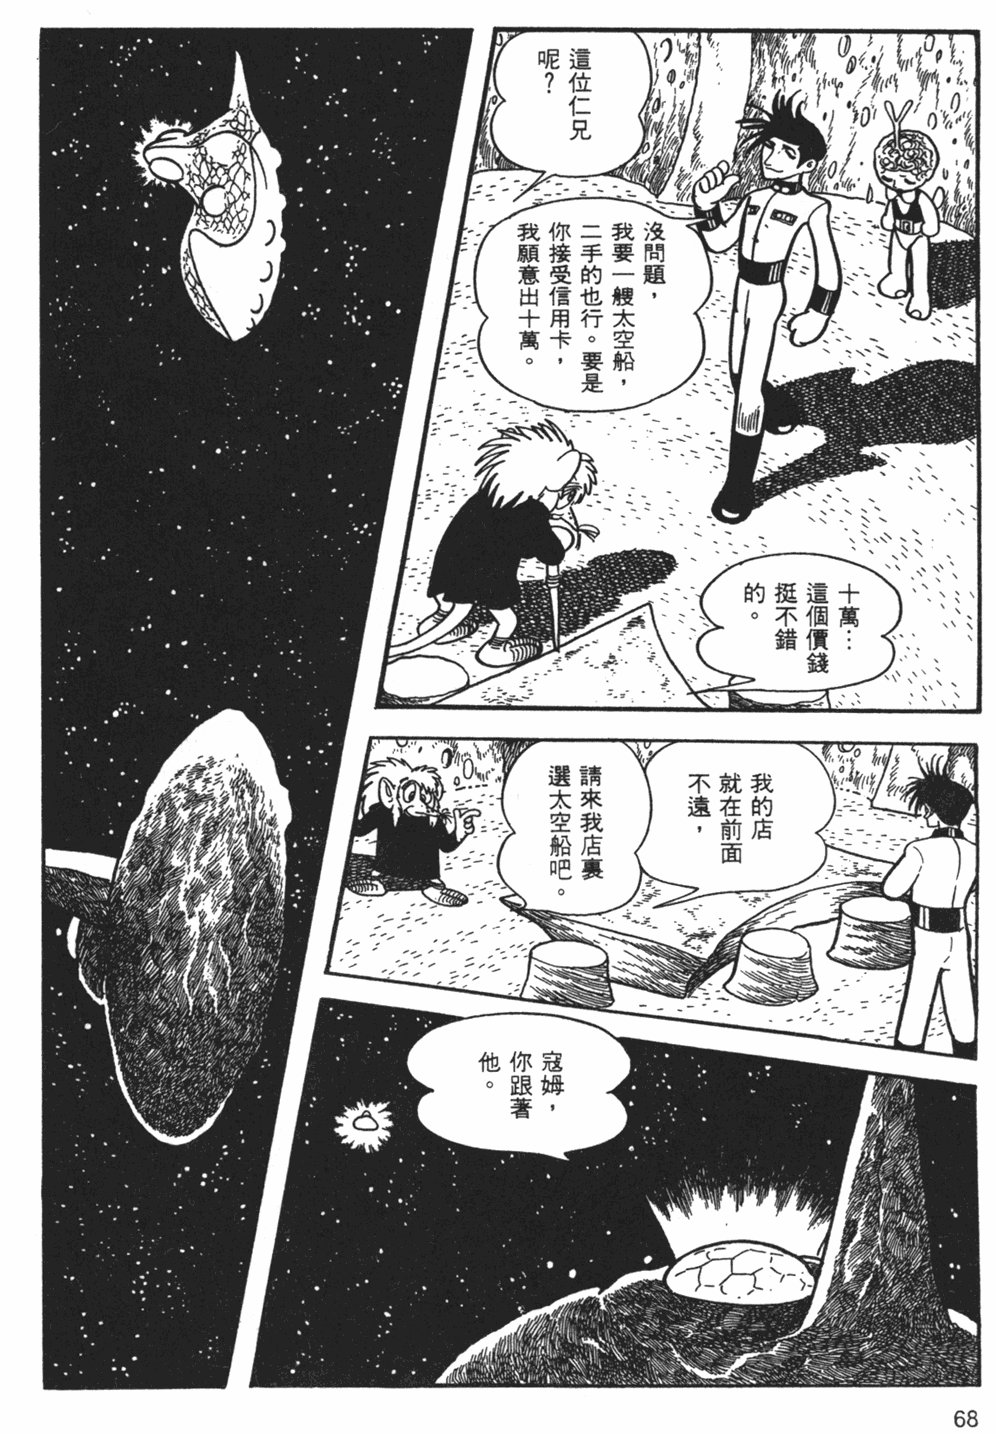 這位仁兄
呢？
沒問題，
我要一艘太空船，
二手的也行。要是
你接受信用卡，
我願意出十萬。
十萬…
這個價錢
挺不錯
的。
我的店
就在前面
不遠，
請來我店裏
選太空船吧。
寇姆，
你跟著
他。
68